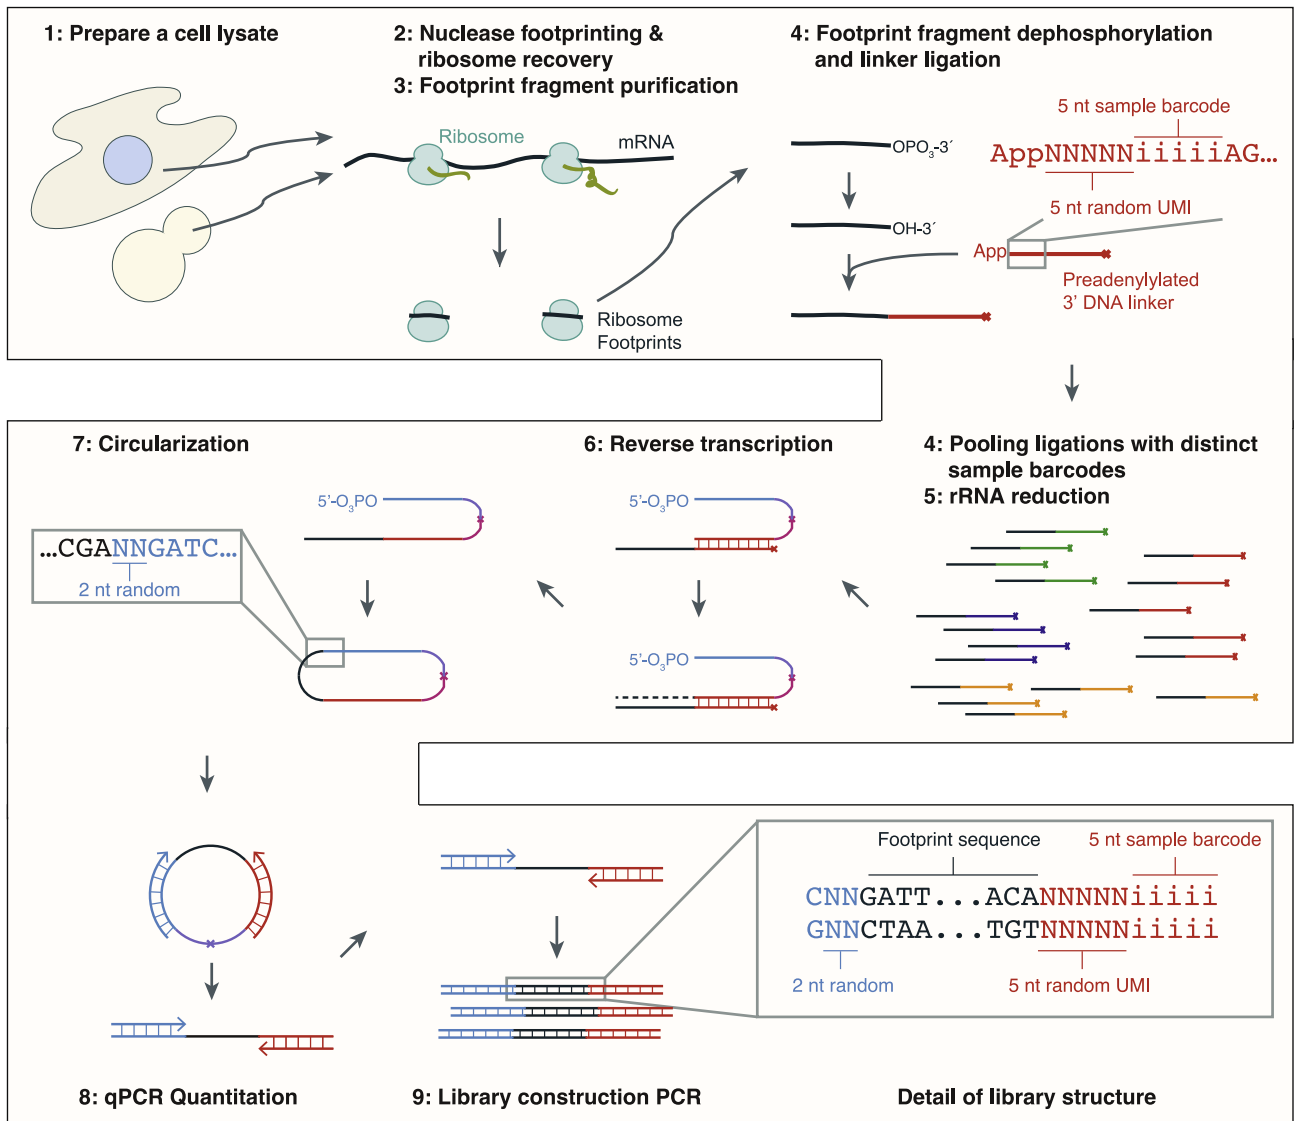 1: Prepare a cell lysate
2: Nuclease footprinting &
ribosome recovery
3: Footprint fragment purification
Ribosome
mRNA
Ribosome
Footprints
4: Footprint fragment dephosphorylation
and linker ligation
OPO₃-3´
OH-3´
5 nt sample barcode
AppNNNNNiiiiiAG...
5 nt random UMI
App
Preadenylylated
3’ DNA linker
4: Pooling ligations with distinct
sample barcodes
5: rRNA reduction
6: Reverse transcription
5’-O₃PO
5’-O₃PO
7: Circularization
5’-O₃PO
...CGANNGATC...
2 nt random
8: qPCR Quantitation
9: Library construction PCR
Footprint sequence
5 nt sample barcode
CNNGATT...ACANNNNNiiiii
GNNCTAA...TGTNNNNNiiiii
2 nt random
5 nt random UMI
Detail of library structure